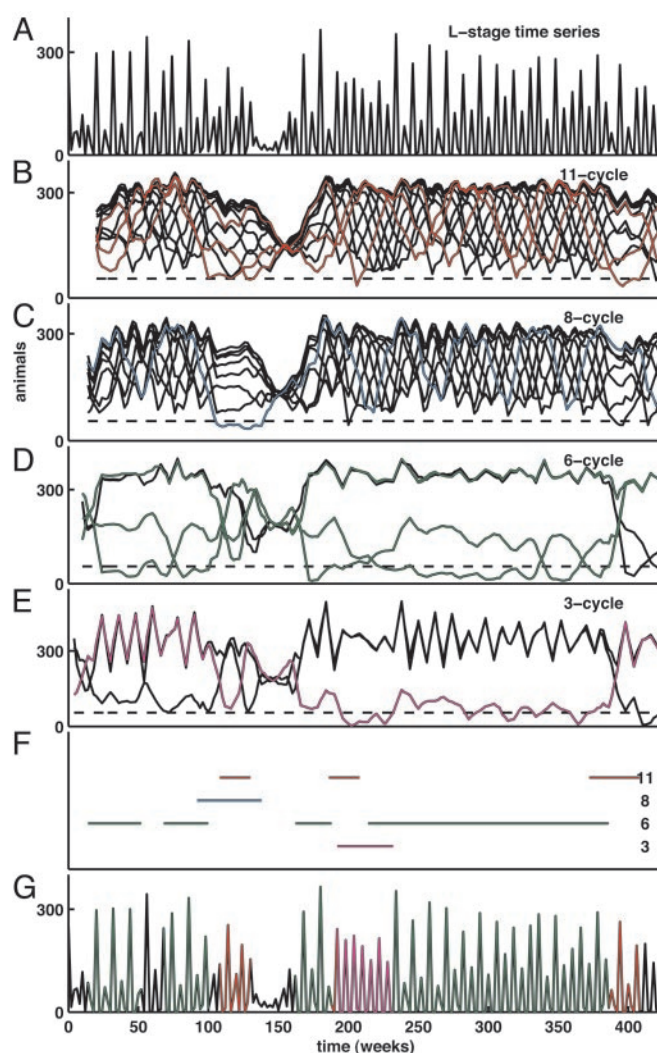 A
L-stage time series
300
0
B
11-cycle
300
0
C
8-cycle
300
0
animals
D
6-cycle
300
0
E
3-cycle
300
0
F
11
8
6
3
G
300
0
0 50 100 150 200 250 300 350 400
time (weeks)